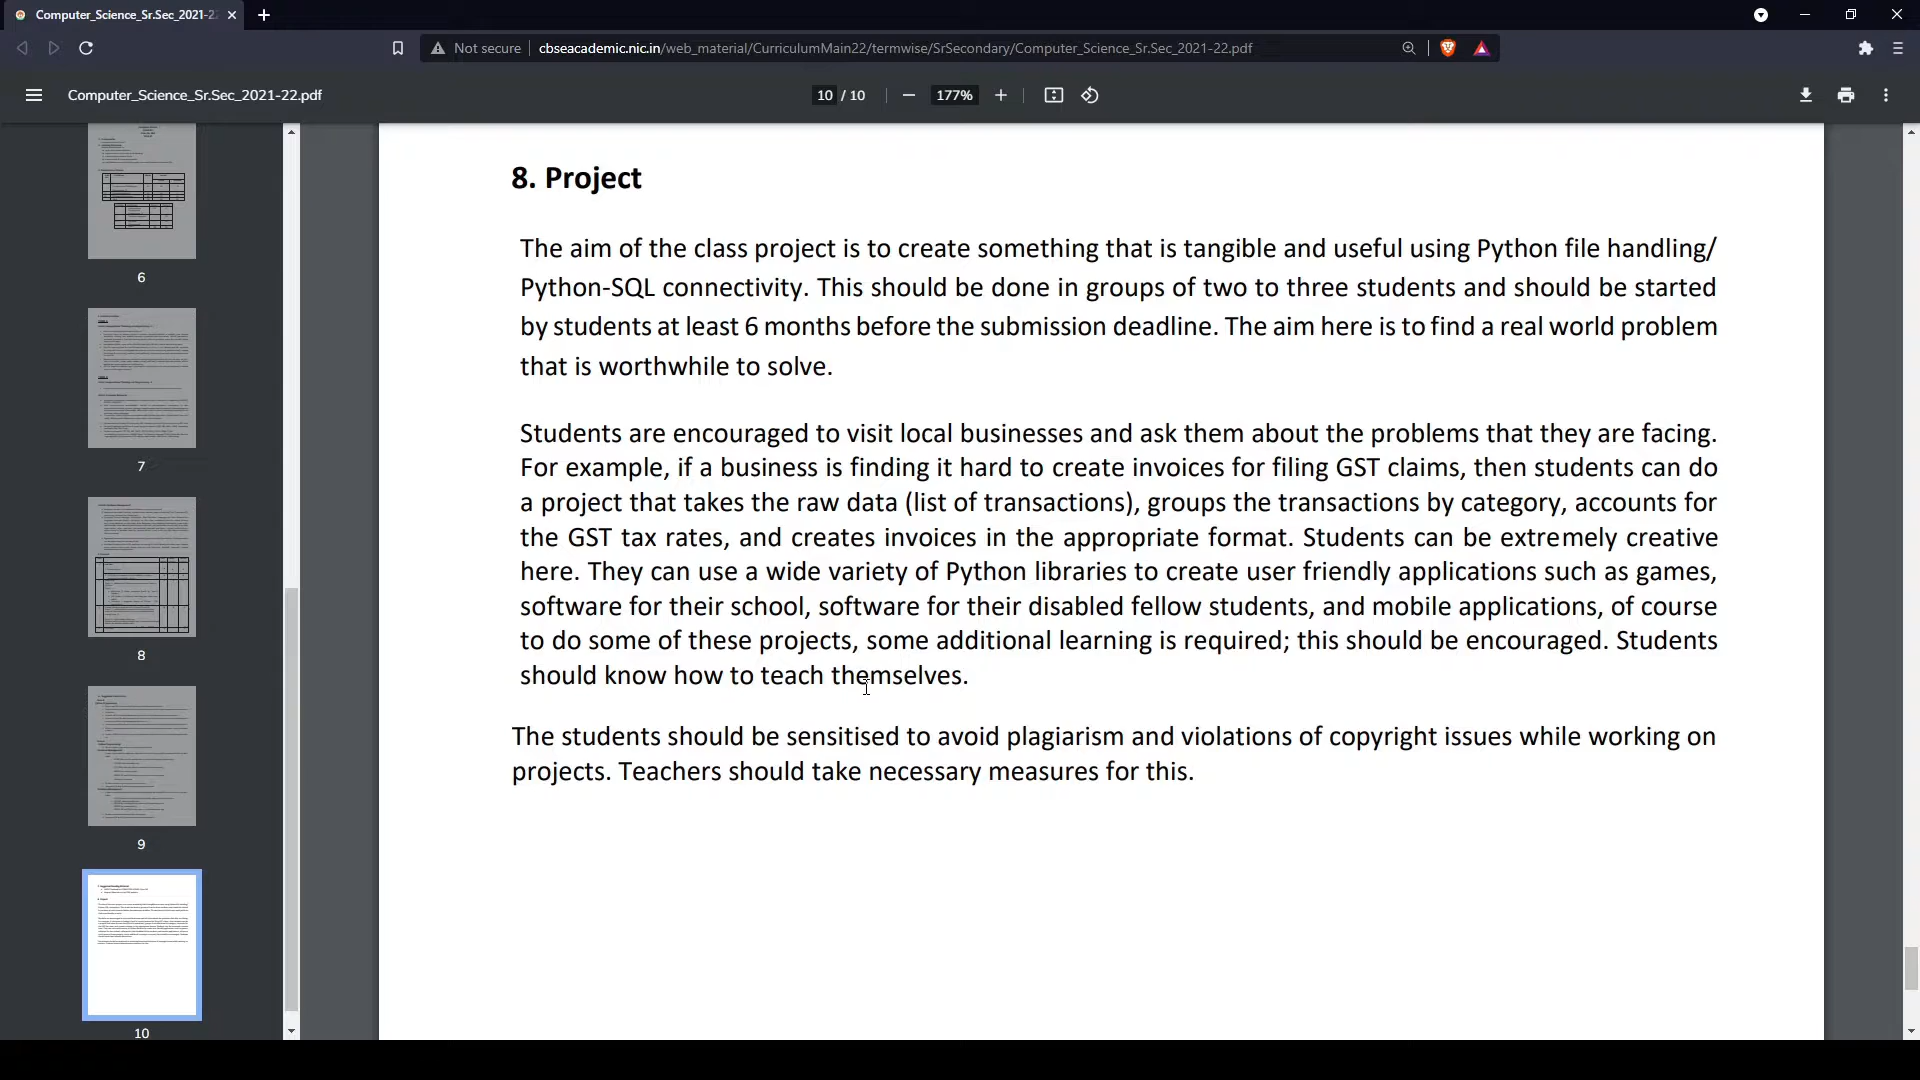 Computer_Science_Sr.Sec_2021-2
Not secure
cbseacademic.nic.in/web_material/CurriculumMain22/termwise/SrSecondary/Computer_Science_Sr.Sec_2021-22.pdf
Computer_Science_Sr.Sec_2021-22.pdf
10 / 10
177%
8. Project
The aim of the class project is to create something that is tangible and useful using Python file handling/
Python-SQL connectivity. This should be done in groups of two to three students and should be started
by students at least 6 months before the submission deadline. The aim here is to find a real world problem
that is worthwhile to solve.
Students are encouraged to visit local businesses and ask them about the problems that they are facing.
For example, if a business is finding it hard to create invoices for filing GST claims, then students can do
a project that takes the raw data (list of transactions), groups the transactions by category, accounts for
the GST tax rates, and creates invoices in the appropriate format. Students can be extremely creative
here. They can use a wide variety of Python libraries to create user friendly applications such as games,
software for their school, software for their disabled fellow students, and mobile applications, of course
to do some of these projects, some additional learning is required; this should be encouraged. Students
should know how to teach themselves.
The students should be sensitised to avoid plagiarism and violations of copyright issues while working on
projects. Teachers should take necessary measures for this.
6
7
8
9
10